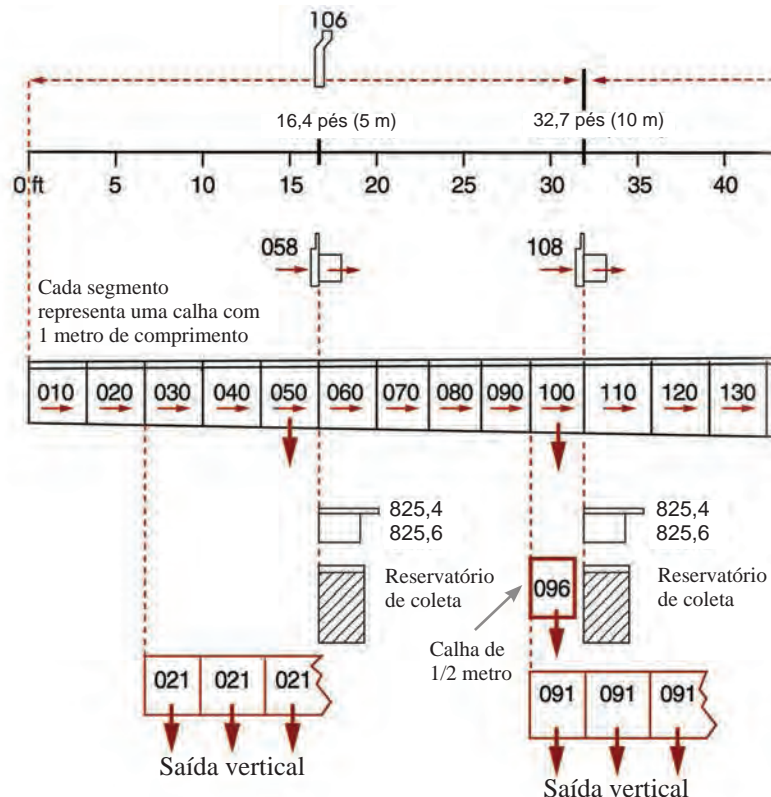 106
16,4 pés (5 m)
32,7 pés (10 m)
0 ft 5 10 15 20 25 30 35 40
058
108
Cada segmento
representa uma calha com
1 metro de comprimento
010 020 030 040 050 060 070 080 090 100 110 120 130
825,4
825,6
825,4
825,6
Reservatório
de coleta
096
Reservatório
de coleta
Calha de
1/2 metro
021 021 021
091 091 091
Saída vertical
Saída vertical